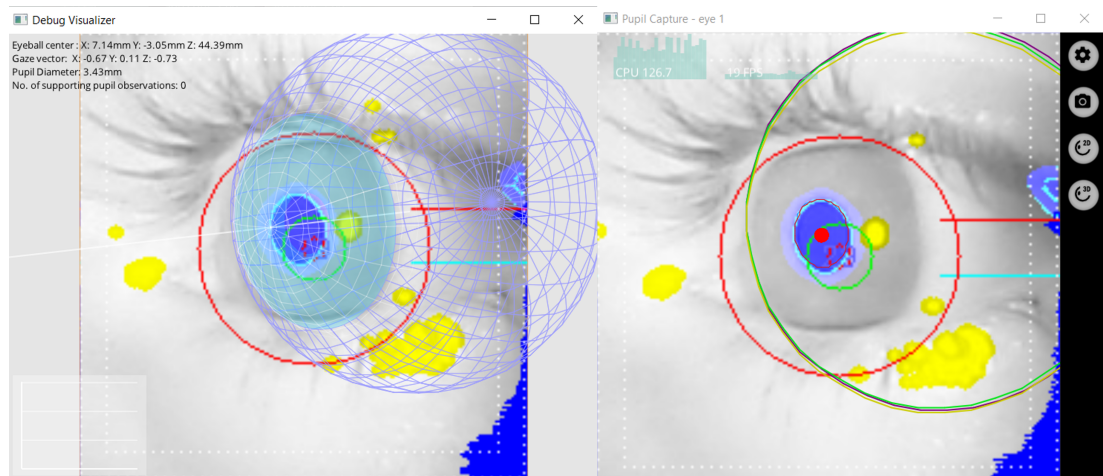 Debug Visualizer
Eyeball center : X: 7.14mm Y: -3.05mm Z: 44.39mm
Gaze vector: X: -0.67 Y: 0.11 Z: -0.73
Pupil Diameter: 3.43mm
No. of supporting pupil observations: 0
Pupil Capture - eye 1
CPU 126.7
19 FPS
2D
3D